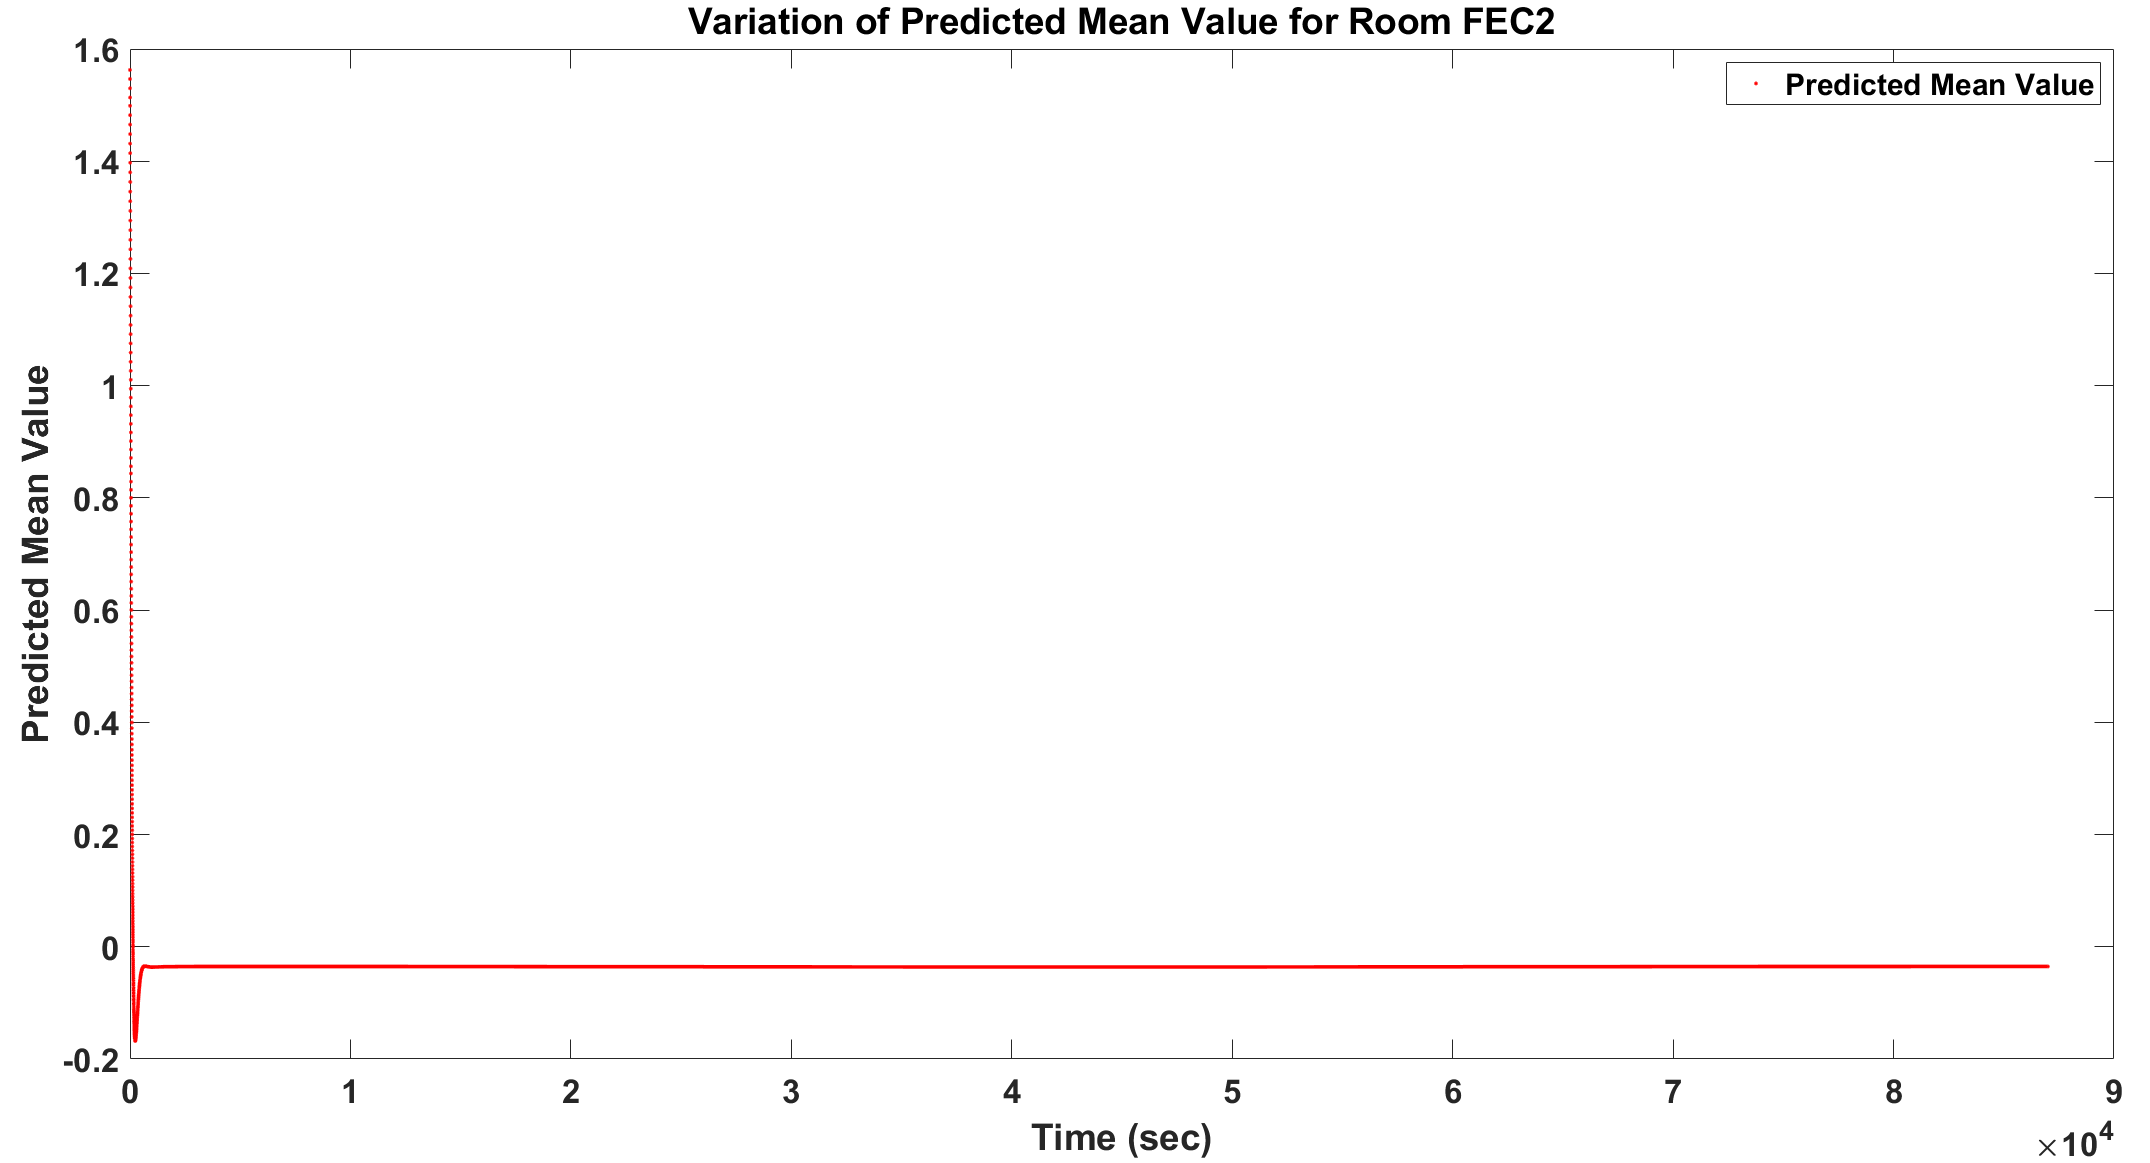 Variation of Predicted Mean Value for Room FEC2
Predicted Mean Value
1.6
1.4
1.2
1
0.8
0.6
0.4
0.2
0
-0.2
Predicted Mean Value
0 1 2 3 4 5 6 7 8 9
Time (sec)
×10⁴